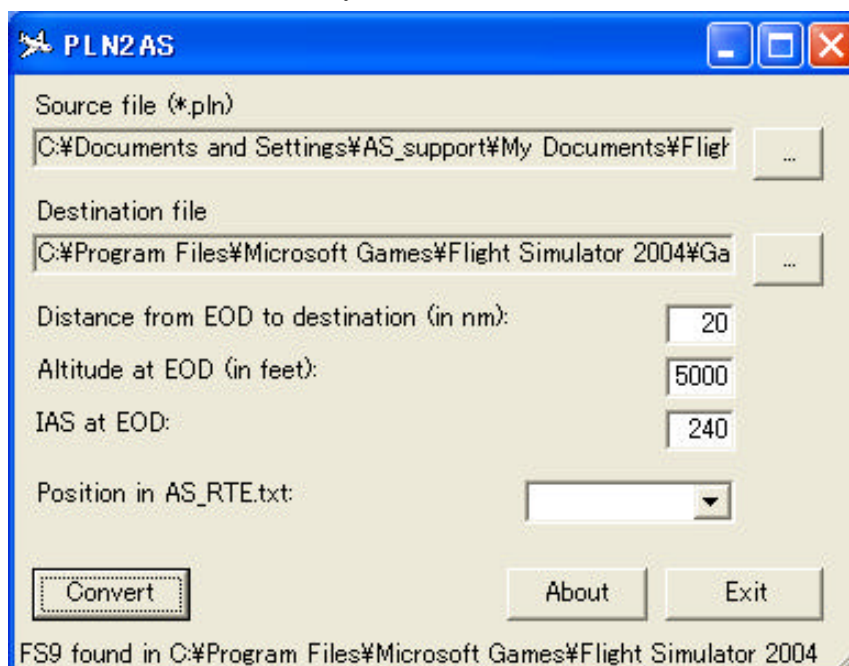 PLN2AS
Source file (*.pln)
C:¥Documents and Settings¥AS_support¥My Documents¥Fligh
...
Destination file
C:¥Program Files¥Microsoft Games¥Flight Simulator 2004¥Ga
...
Distance from EOD to destination (in nm): 20
Altitude at EOD (in feet): 5000
IAS at EOD: 240
Position in AS_RTE.txt:
Convert About Exit
FS9 found in C:¥Program Files¥Microsoft Games¥Flight Simulator 2004